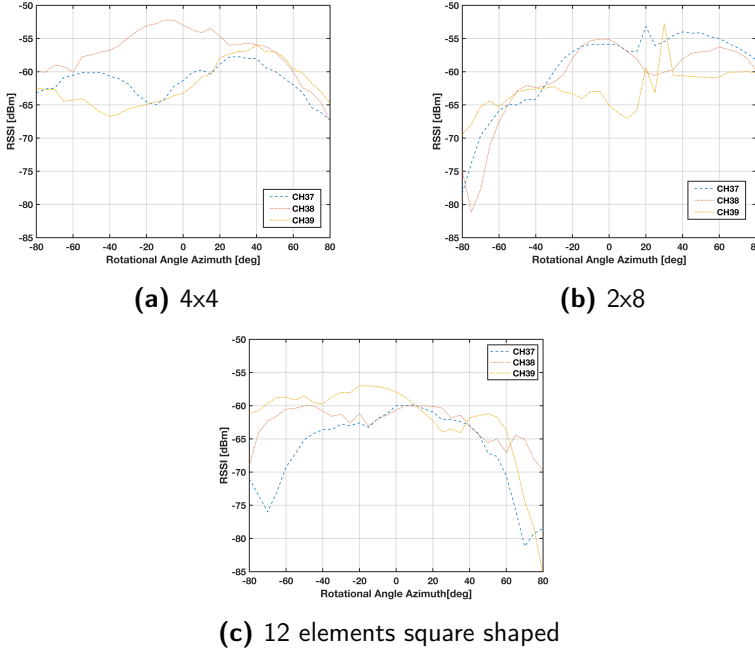 -50
-55
-60
-65
-70
-75
-80
-85
RSSI [dBm]
CH37
CH38
CH39
-80 -60 -40 -20 0 20 40 60 80
Rotational Angle Azimuth [deg]
(a) 4x4
-50
-55
-60
-65
-70
-75
-80
-85
RSSI [dBm]
CH37
CH38
CH39
-80 -60 -40 -20 0 20 40 60 80
Rotational Angle Azimuth [deg]
(b) 2x8
-50
-55
-60
-65
-70
-75
-80
-85
RSSI [dBm]
CH37
CH38
CH39
-80 -60 -40 -20 0 20 40 60 80
Rotational Angle Azimuth[deg]
(c) 12 elements square shaped